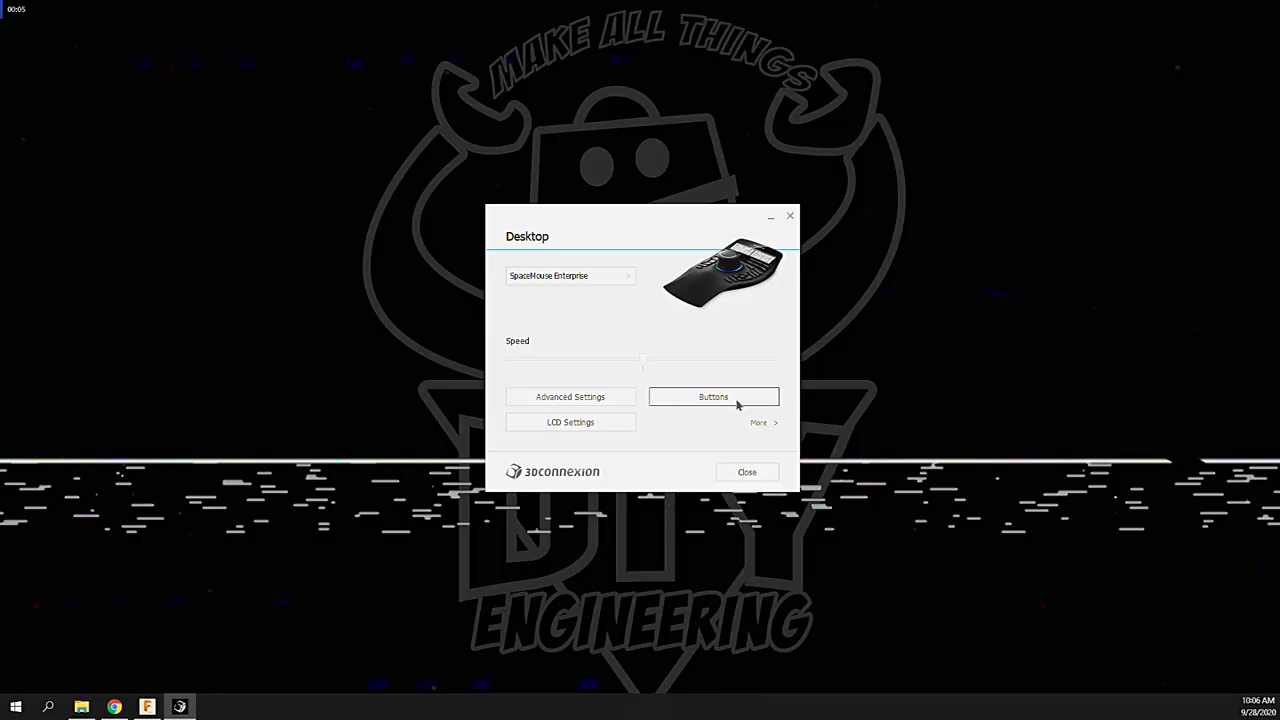 00:05
MAKE ALL THINGS
Desktop
SpaceMouse Enterprise >
Speed
Advanced Settings
Buttons
LCD Settings
More >
3DCONNEXION
Close
DIY
ENGINEERING
10:06 AM
9/28/2020